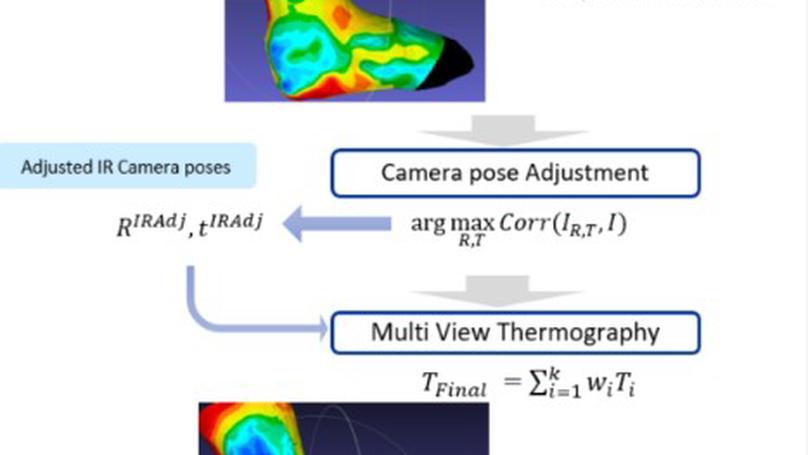 Camera pose Adjustment
Adjusted IR Camera poses
R^{IRAdj}, t^{IRAdj}
arg max_{R,T} Corr(I_{R,T}, I)
Multi View Thermography
T_{Final} = ∑_{i=1}^{k} w_i T_i